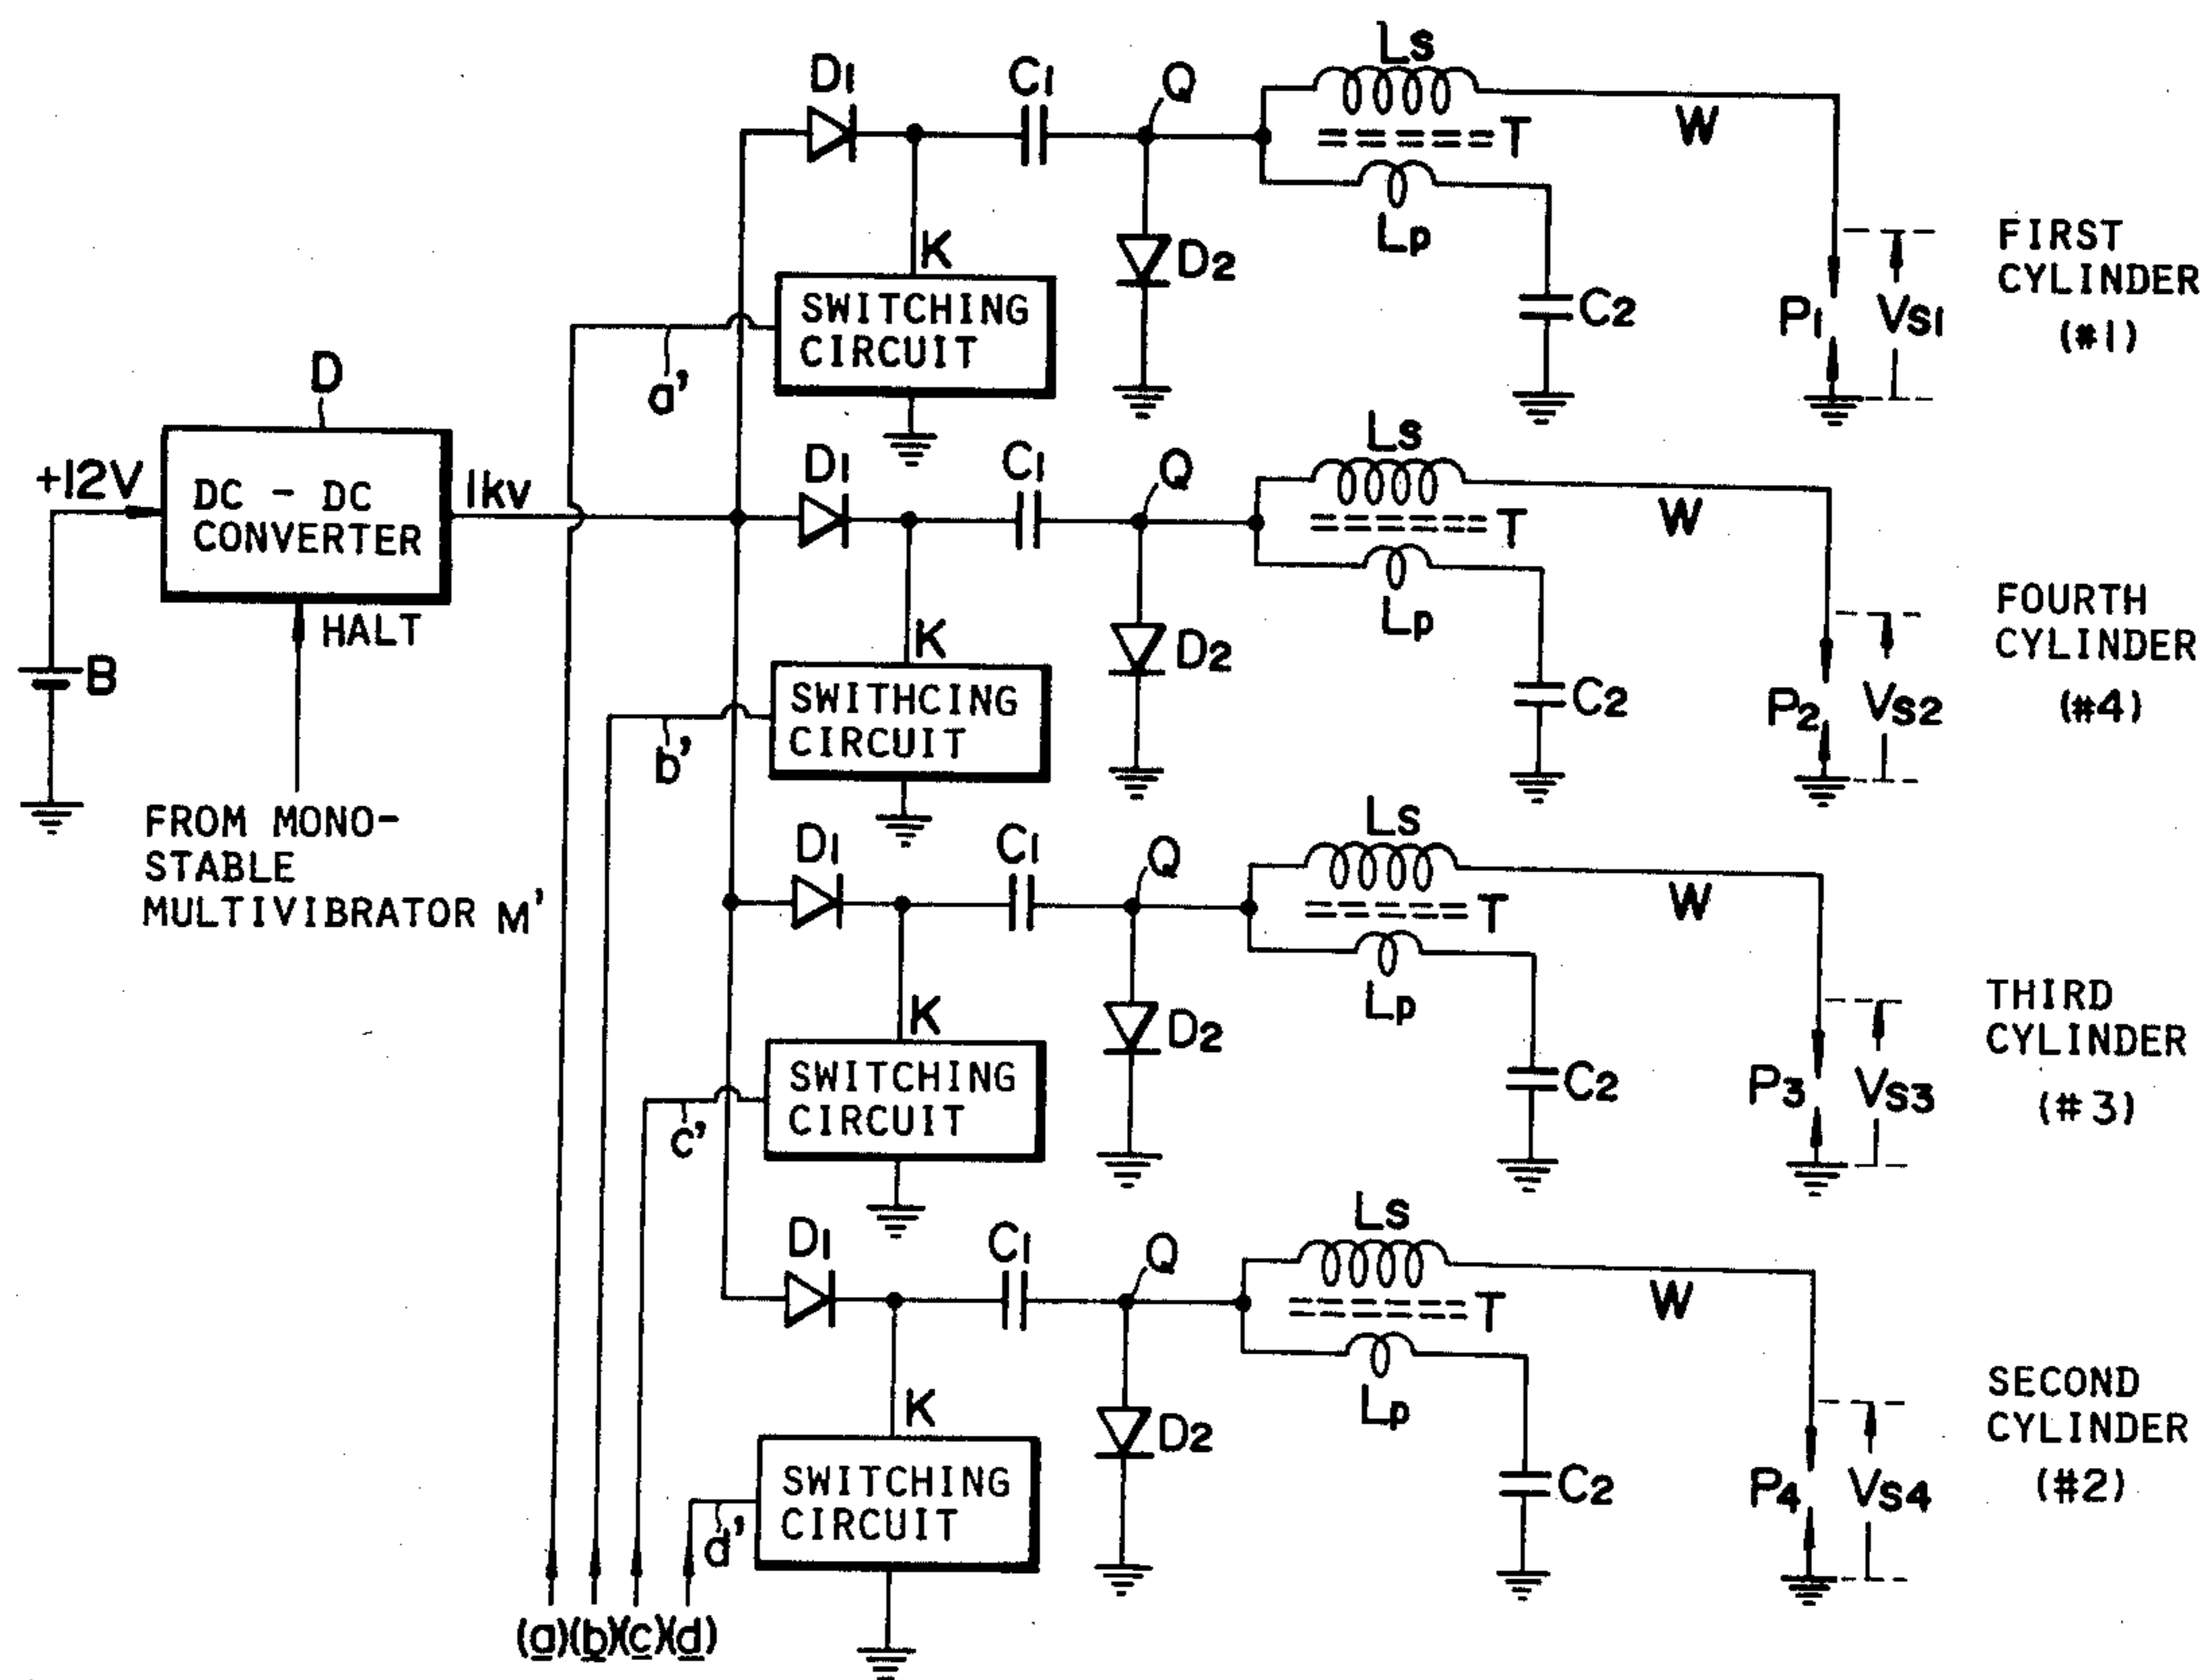 D1
C1
Q
Ls
T
W
Lp
K
D2
C2
SWITCHING
CIRCUIT
a'
P1
Vs1
FIRST
CYLINDER
(#1)
D
+12V
DC - DC
CONVERTER
1kv
HALT
B
FROM MONO-
STABLE
MULTIVIBRATOR M'
D1
C1
Q
Ls
T
W
Lp
K
D2
C2
SWITHCING
CIRCUIT
b'
P2
Vs2
FOURTH
CYLINDER
(#4)
D1
C1
Q
Ls
T
W
Lp
K
D2
C2
SWITCHING
CIRCUIT
c'
P3
Vs3
THIRD
CYLINDER
(#3)
D1
C1
Q
Ls
T
W
Lp
K
D2
C2
SWITCHING
CIRCUIT
d'
P4
Vs4
SECOND
CYLINDER
(#2)
(a)(b)(c)(d)